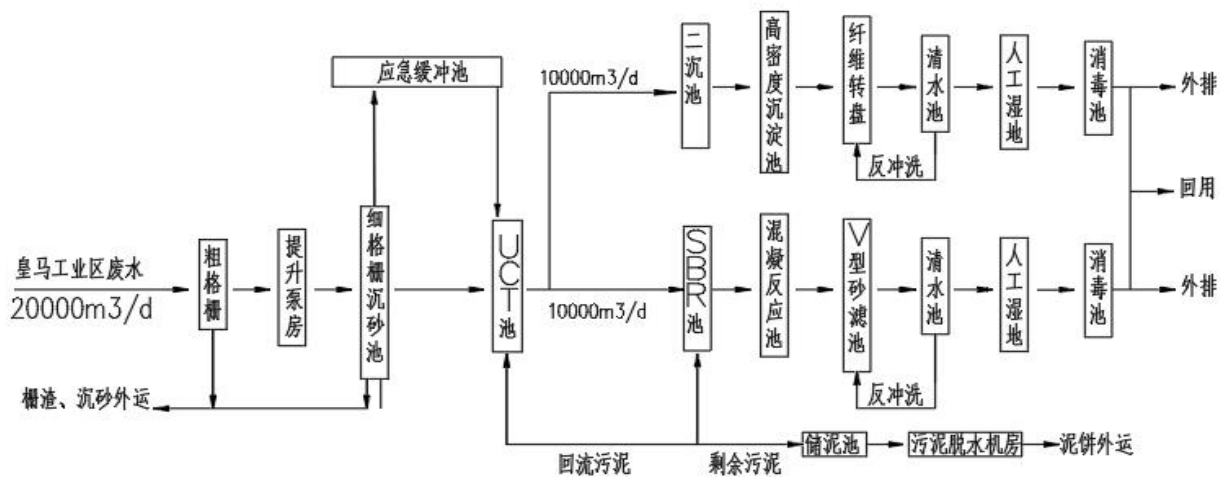 应急缓冲池
10000m3/d
二沉池
高密度沉淀池
纤维转盘
清水池
人工湿地
消毒池
外排
反冲洗
回用
皇马工业区废水
20000m3/d
粗格栅
提升泵房
细格栅沉砂池
UCT池
10000m3/d
SBR池
混凝反应池
V型砂滤池
清水池
人工湿地
消毒池
外排
反冲洗
栅渣、沉砂外运
回流污泥
剩余污泥
储泥池
污泥脱水机房
泥饼外运